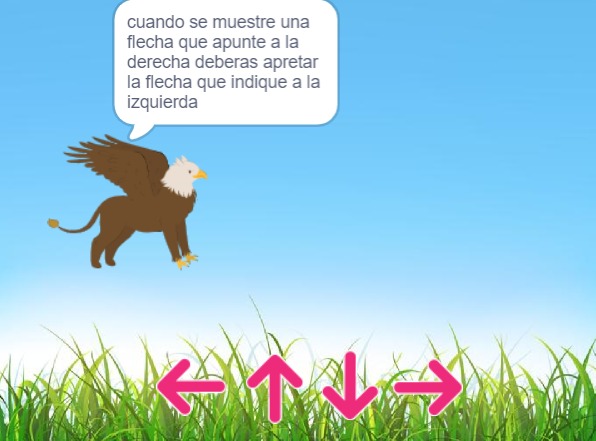 cuando se muestre una
flecha que apunte a la
derecha deberas apretar
la flecha que indique a la
izquierda